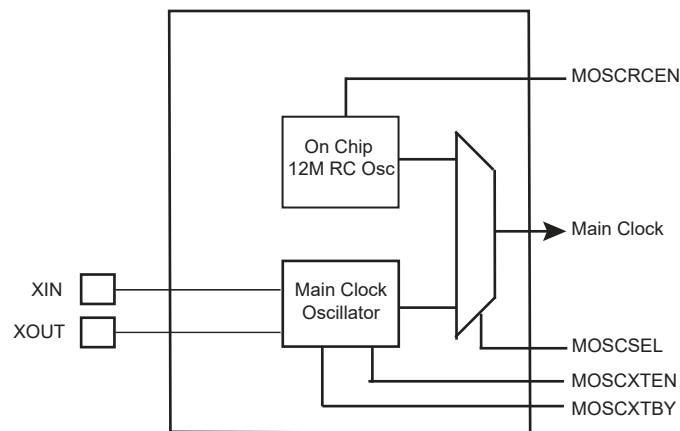 MOSCRCEN
On Chip
12M RC Osc
Main Clock
XIN
Main Clock
Oscillator
XOUT
MOSCSEL
MOSCXTEN
MOSCXTBY